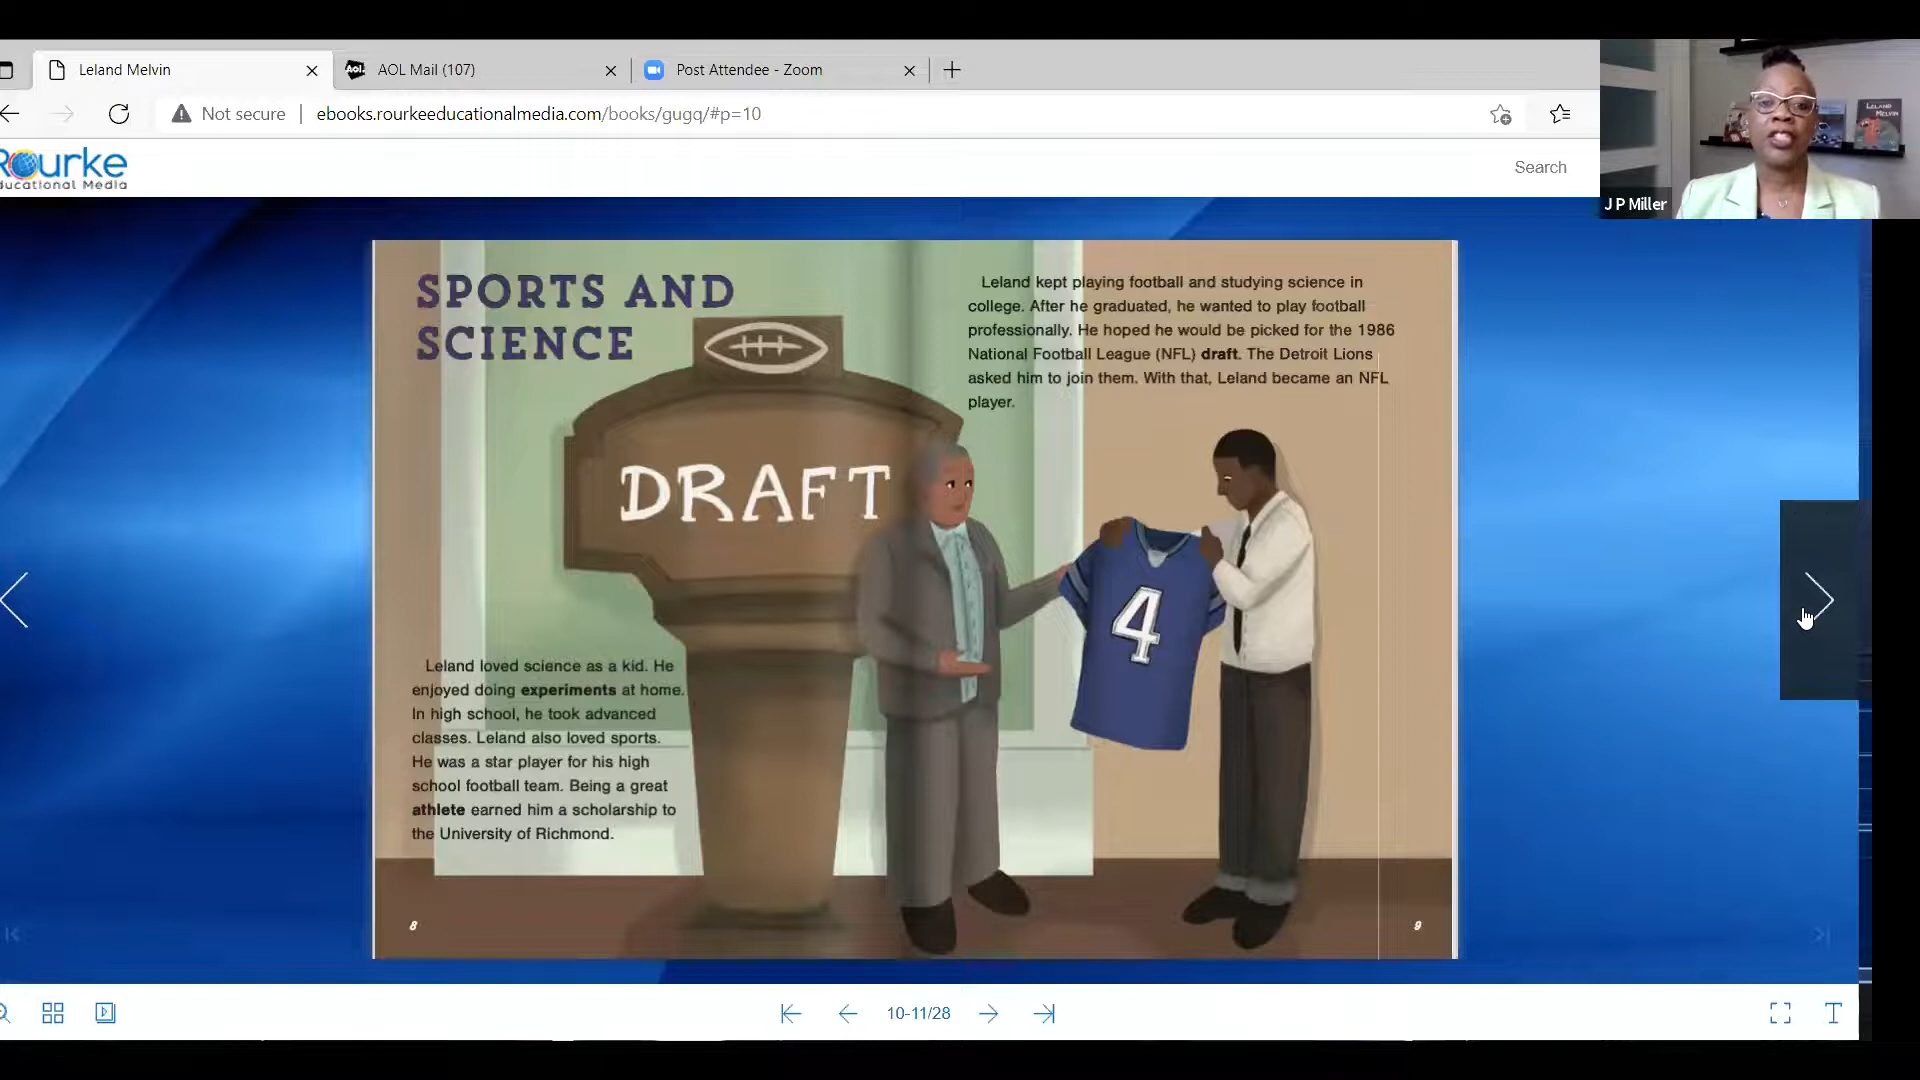 Leland Melvin
Aol.
AOL Mail (107)
Post Attendee - Zoom
Not secure
ebooks.rourkeeducationalmedia.com/books/gugq/#p=10
Rourke
ducational Media
Search
LELAND
MELVIN
J P Miller
SPORTS AND
SCIENCE
DRAFT
Leland loved science as a kid. He
enjoyed doing experiments at home.
In high school, he took advanced
classes. Leland also loved sports.
He was a star player for his high
school football team. Being a great
athlete earned him a scholarship to
the University of Richmond.
8
Leland kept playing football and studying science in
college. After he graduated, he wanted to play football
professionally. He hoped he would be picked for the 1986
National Football League (NFL) draft. The Detroit Lions
asked him to join them. With that, Leland became an NFL
player.
4
9
10-11/28